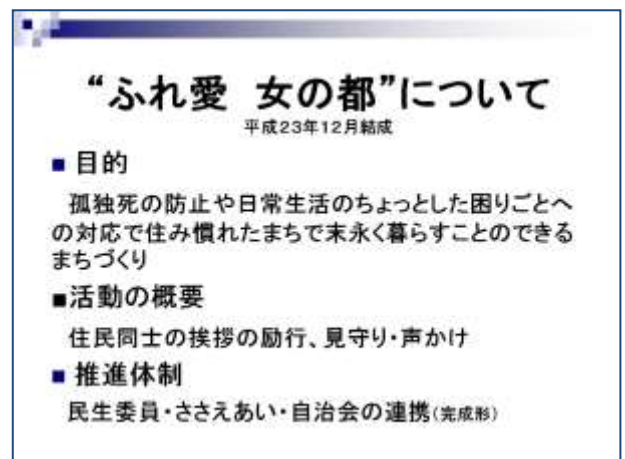 “ふれ愛　女の都”について
平成23年12月結成
■ 目的
孤独死の防止や日常生活のちょっとした困りごとへ
の対応で住み慣れたまちで末永く暮らすことのできる
まちづくり
■活動の概要
住民同士の挨拶の励行、見守り・声かけ
■ 推進体制
民生委員・ささえあい・自治会の連携(完成形)